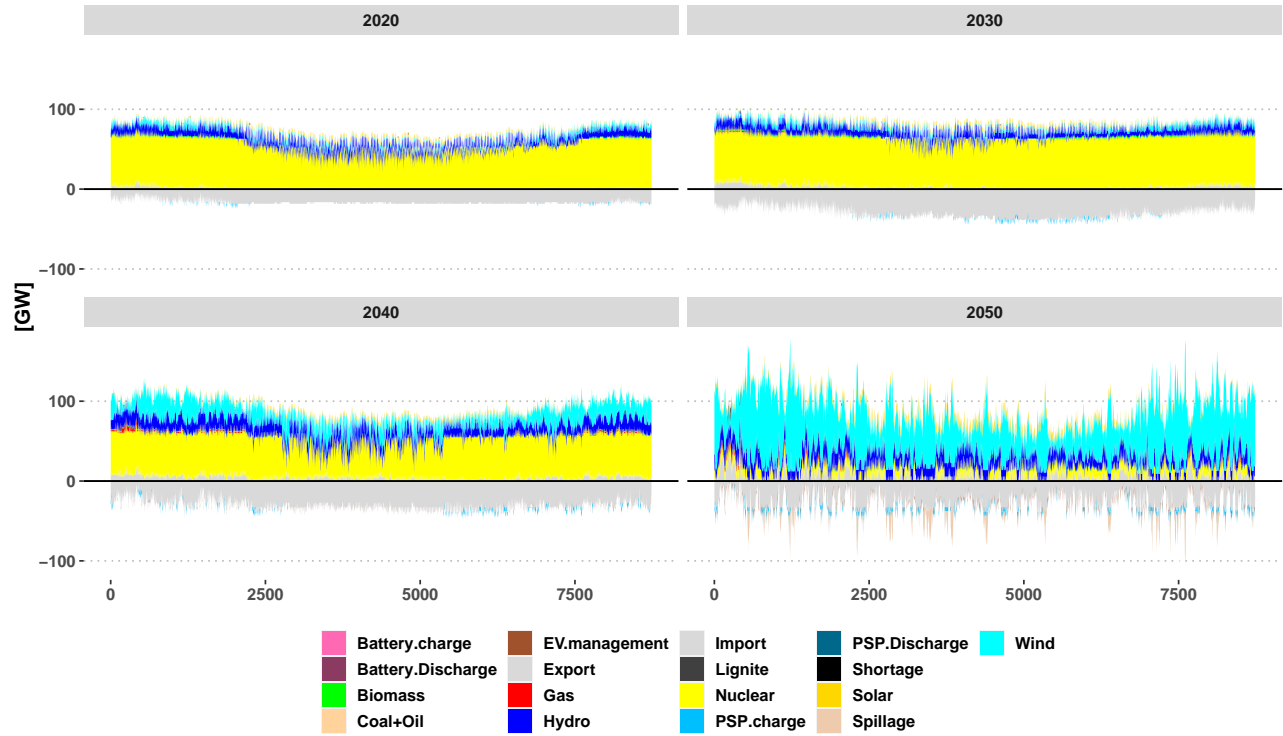 2020
2030
100
0
−100
2040
2050
100
0
−100
0 2500 5000 7500
0 2500 5000 7500
[GW]
Battery.charge EV.management Import PSP.Discharge Wind
Battery.Discharge Export Lignite Shortage
Biomass Gas Nuclear Solar
Coal+Oil Hydro PSP.charge Spillage